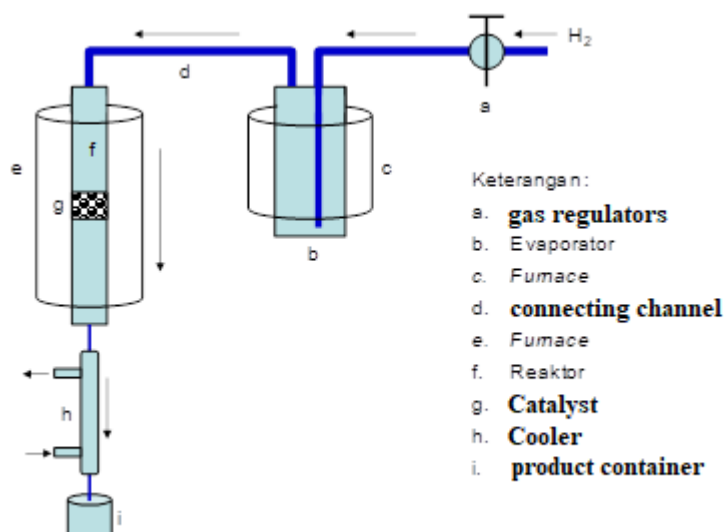 H2
d
a
e
f
c
g
b
Keterangan:
a. gas regulators
b. Evaporator
c. Furnace
d. connecting channel
e. Furnace
f. Reaktor
g. Catalyst
h. Cooler
i. product container
h
i